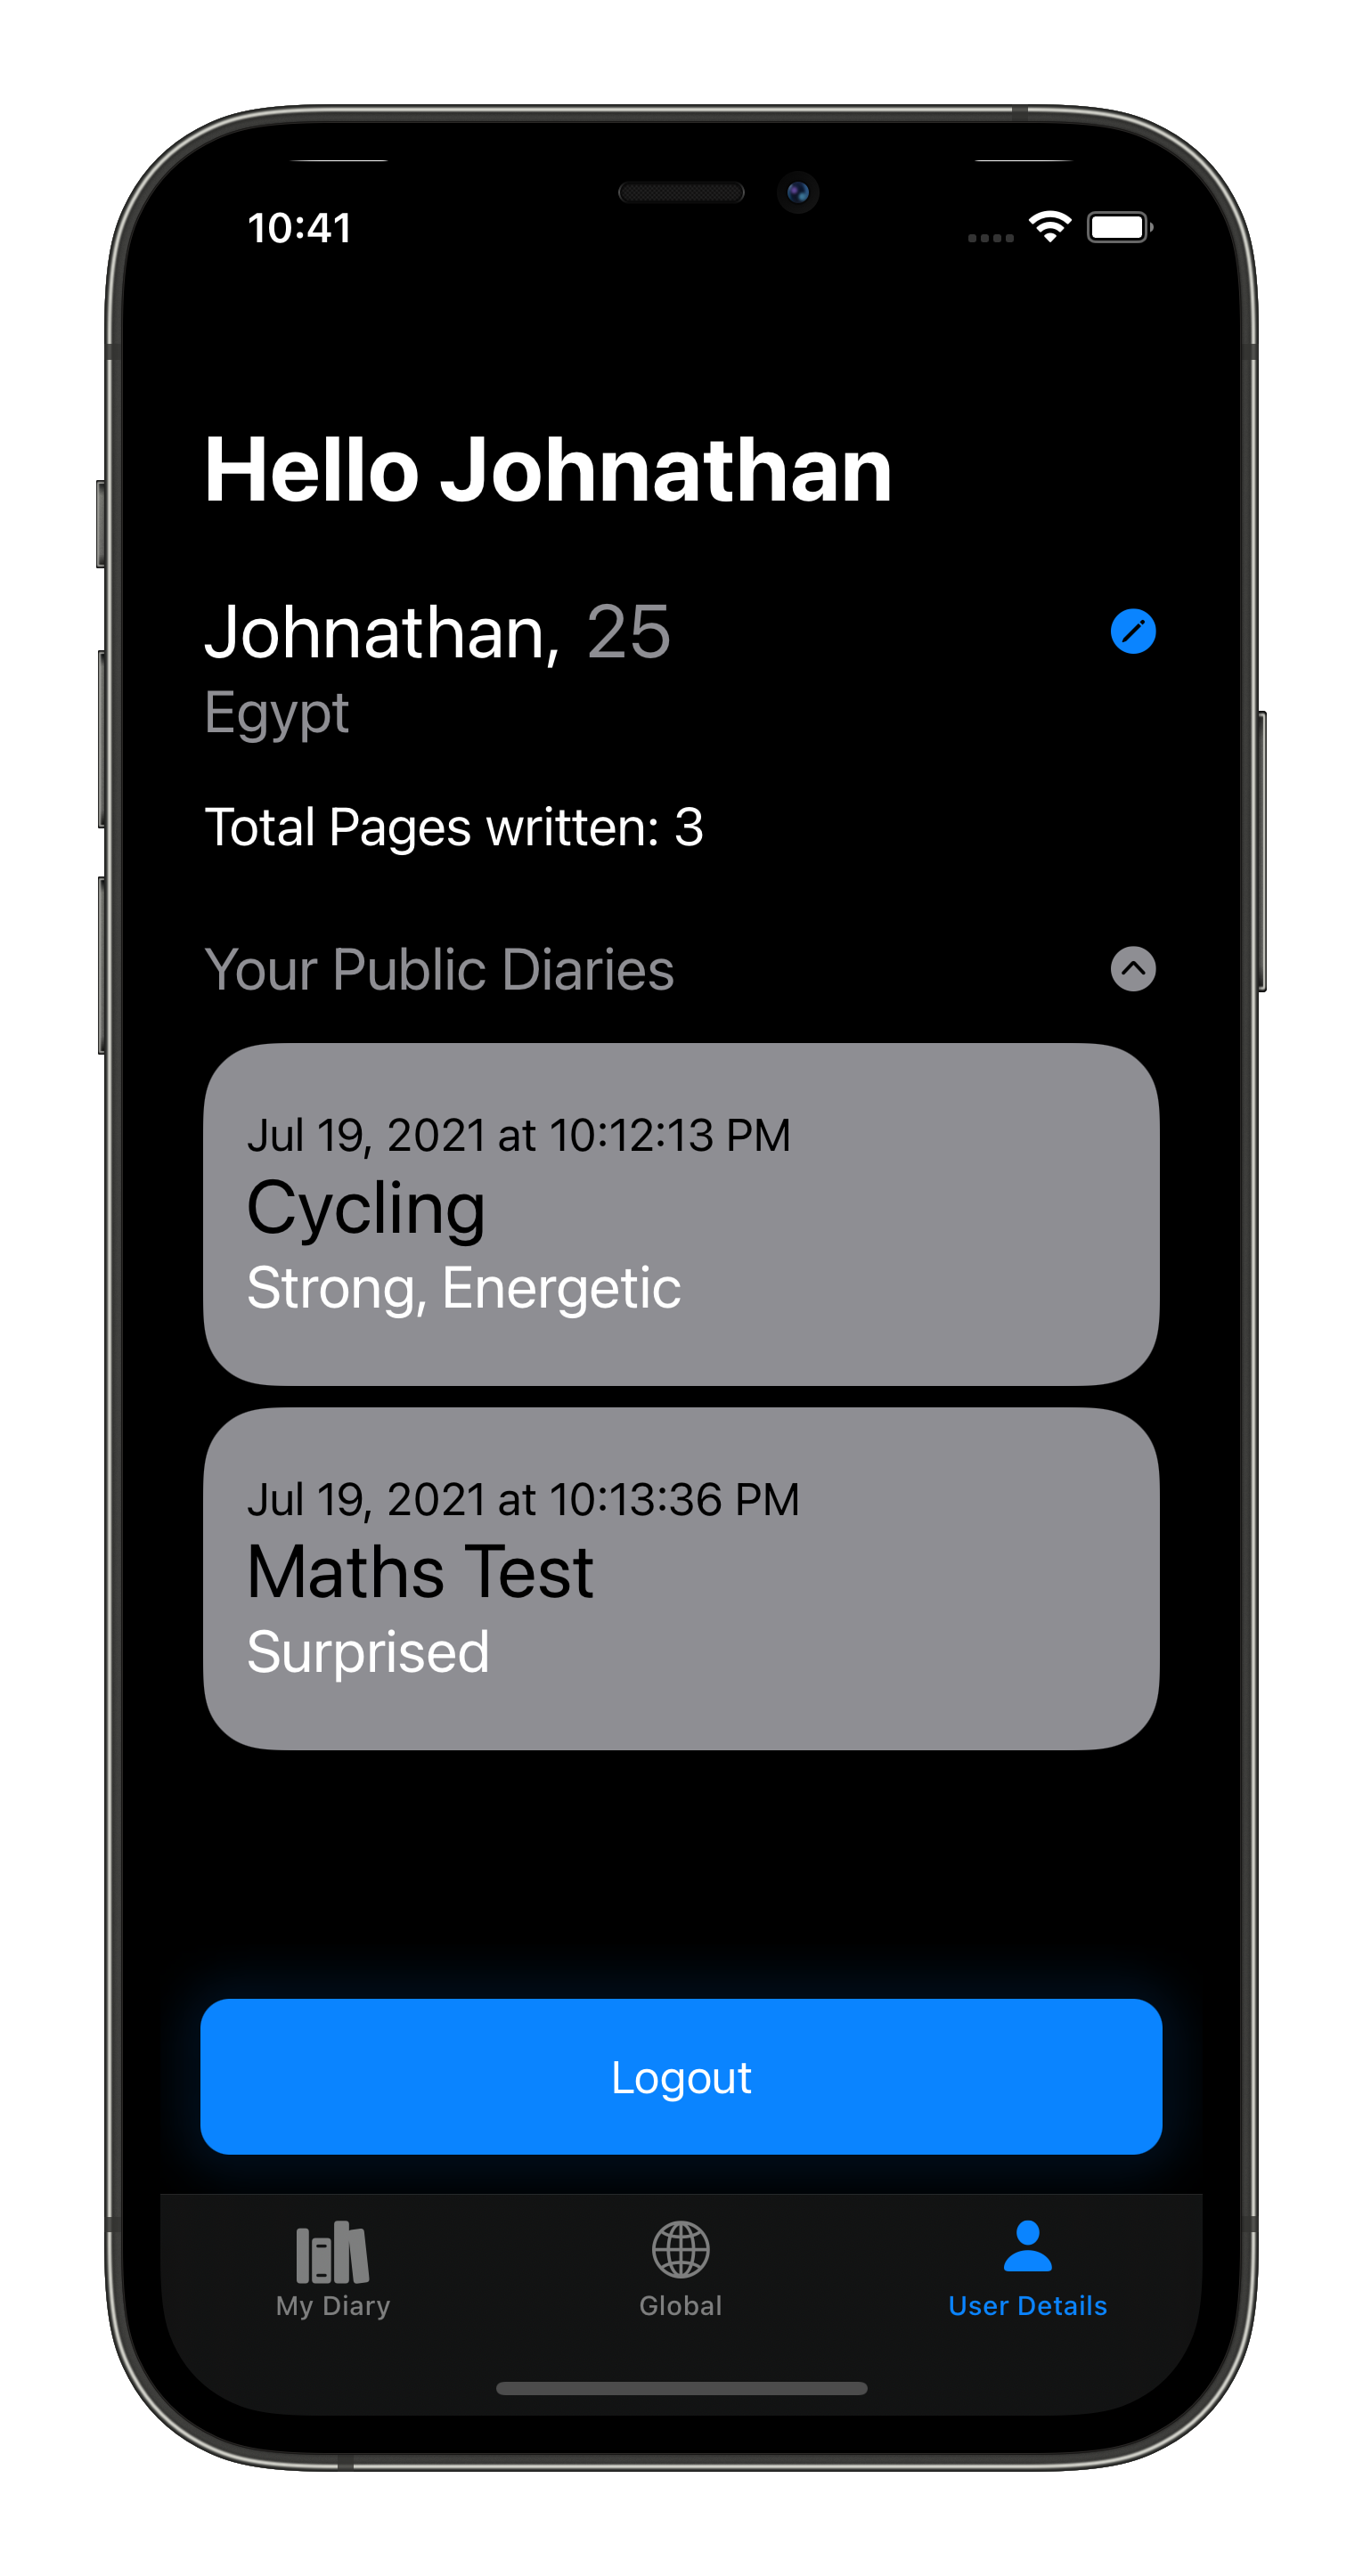 10:41
Hello Johnathan
Johnathan, 25
Egypt
Total Pages written: 3
Your Public Diaries
Jul 19, 2021 at 10:12:13 PM
Cycling
Strong, Energetic
Jul 19, 2021 at 10:13:36 PM
Maths Test
Surprised
Logout
My Diary
Global
User Details